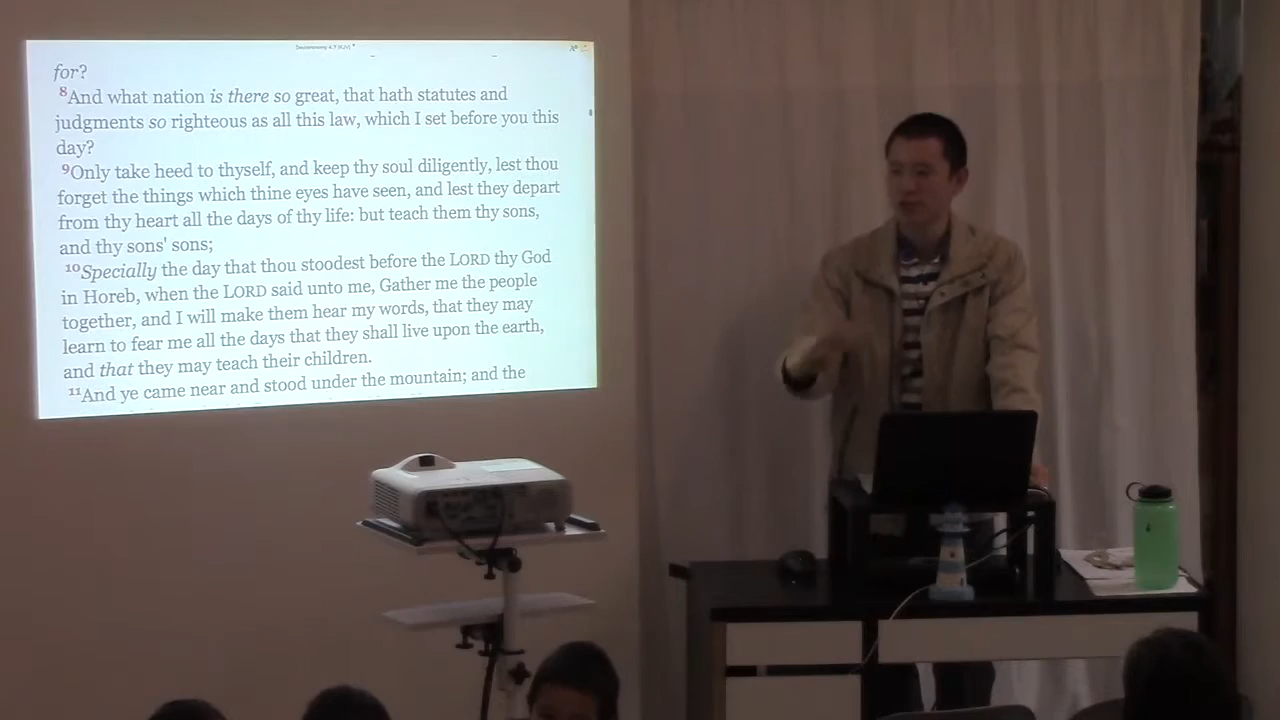 Deuteronomy 4:7 (KJV)
for?
8And what nation is there so great, that hath statutes and
judgments so righteous as all this law, which I set before you this
day?
9Only take heed to thyself, and keep thy soul diligently, lest thou
forget the things which thine eyes have seen, and lest they depart
from thy heart all the days of thy life: but teach them thy sons,
and thy sons' sons;
10Specially the day that thou stoodest before the LORD thy God
in Horeb, when the LORD said unto me, Gather me the people
together, and I will make them hear my words, that they may
learn to fear me all the days that they shall live upon the earth,
and that they may teach their children.
11And ye came near and stood under the mountain; and the